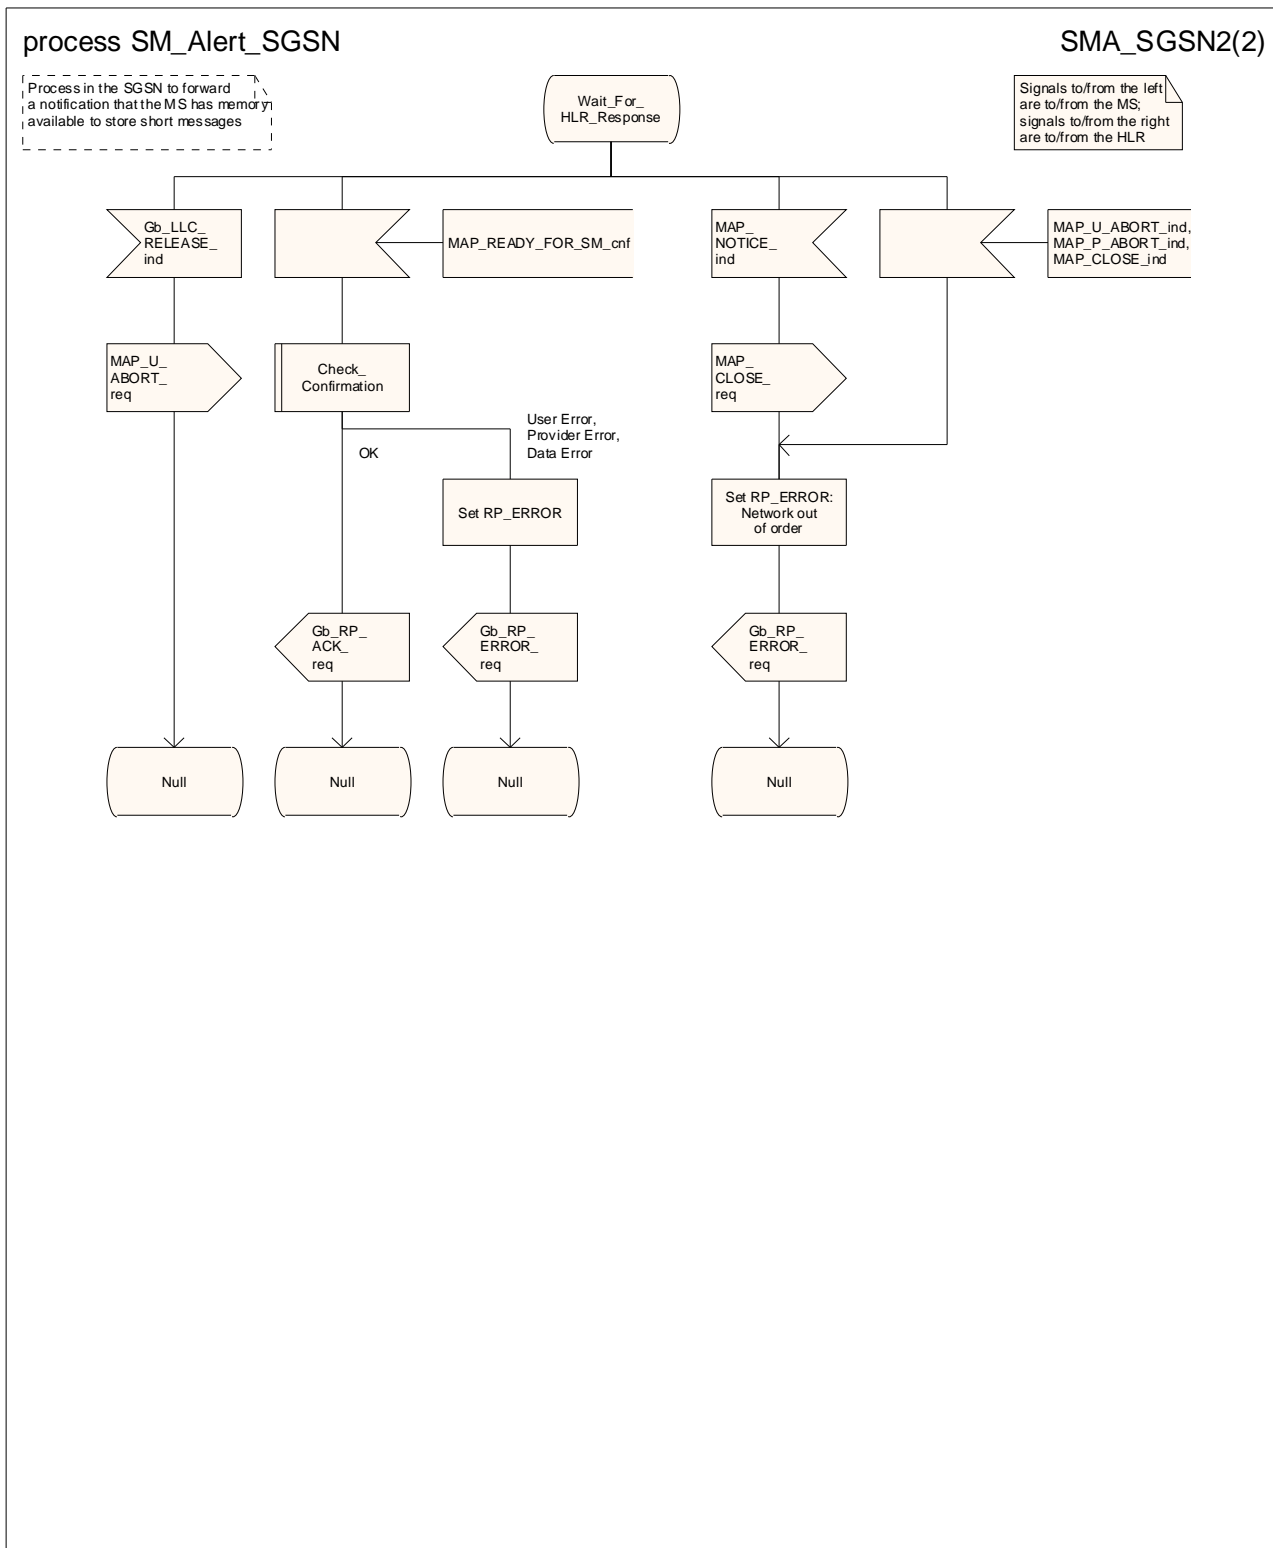 process SM_Alert_SGSN
SMA_SGSN2(2)
Process in the SGSN to forward
a notification that the MS has memory
available to store short messages
Wait_For_
HLR_Response
Signals to/from the left
are to/from the MS;
signals to/from the right
are to/from the HLR
Gb_LLC_
RELEASE_
ind
MAP_READY_FOR_SM_cnf
MAP_
NOTICE_
ind
MAP_U_ABORT_ind,
MAP_P_ABORT_ind,
MAP_CLOSE_ind
MAP_U_
ABORT_
req
Check_
Confirmation
MAP_
CLOSE_
req
OK
User Error,
Provider Error,
Data Error
Set RP_ERROR
Set RP_ERROR:
Network out
of order
Gb_RP_
ACK_
req
Gb_RP_
ERROR_
req
Gb_RP_
ERROR_
req
Null
Null
Null
Null